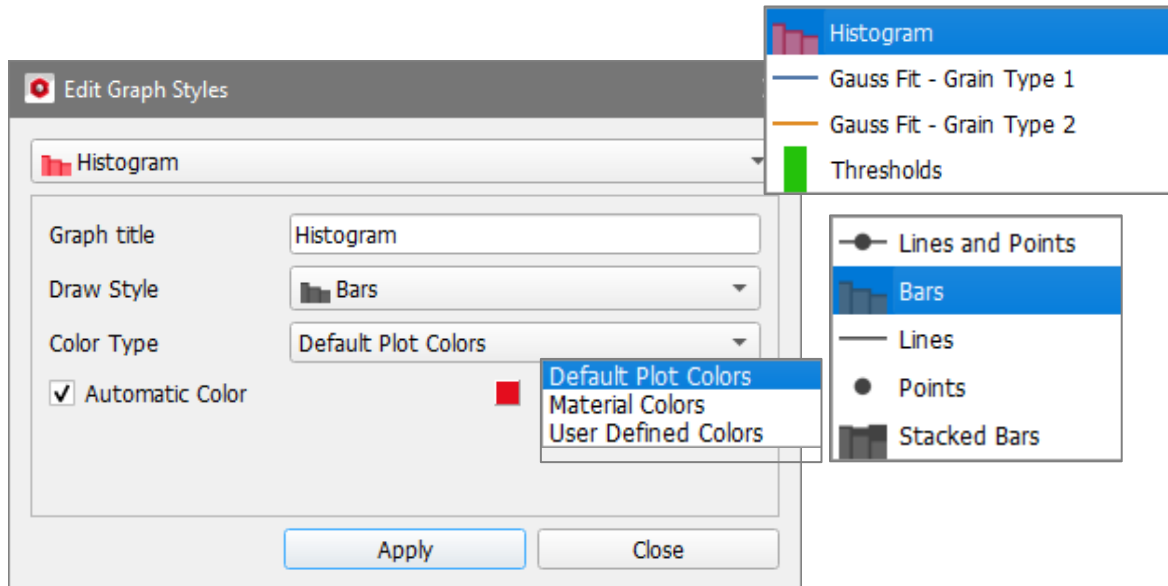 Edit Graph Styles
Histogram
Graph title
Histogram
Draw Style
Bars
Color Type
Default Plot Colors
Automatic Color
Default Plot Colors
Material Colors
User Defined Colors
Apply
Close
Histogram
Gauss Fit - Grain Type 1
Gauss Fit - Grain Type 2
Thresholds
Lines and Points
Bars
Lines
Points
Stacked Bars